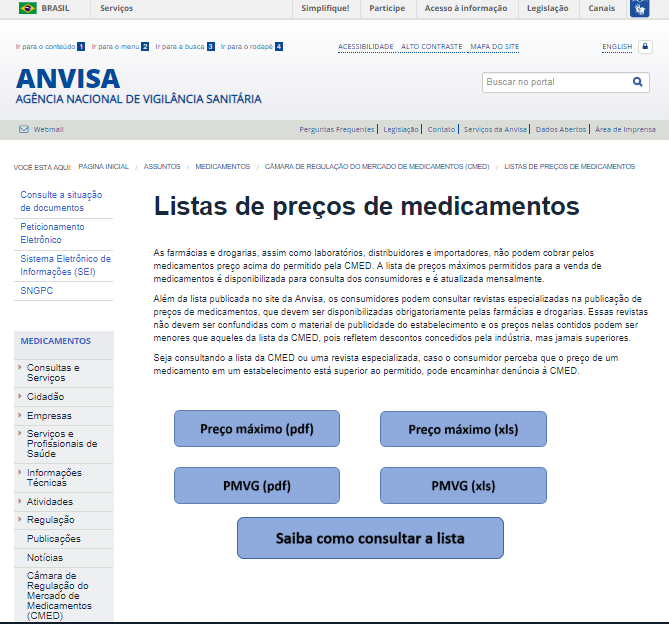 BRASIL Serviços Simplifique! Participe Acesso à informação Legislação Canais
Ir para o conteúdo 1 Ir para o menu 2 Ir para a busca 3 Ir para o rodapé 4 ACESSIBILIDADE ALTO CONTRASTE MAPA DO SITE ENGLISH
ANVISA
AGÊNCIA NACIONAL DE VIGILÂNCIA SANITÁRIA
Buscar no portal
Webmail Perguntas Frequentes Legislação Contato Serviços da Anvisa Dados Abertos Área de Imprensa
VOCÊ ESTÁ AQUI: PÁGINA INICIAL / ASSUNTOS / MEDICAMENTOS / CÂMARA DE REGULAÇÃO DO MERCADO DE MEDICAMENTOS (CMED) / LISTAS DE PREÇOS DE MEDICAMENTOS
Consulte a situação
de documentos
Peticionamento
Eletrônico
Sistema Eletrônico de
Informações (SEI)
SNGPC
MEDICAMENTOS
Consultas e
Serviços
Cidadão
Empresas
Serviços e
Profissionais de
Saúde
Informações
Técnicas
Atividades
Regulação
Publicações
Notícias
Câmara de
Regulação do
Mercado de
Medicamentos
(CMED)
Listas de preços de medicamentos
As farmácias e drogarias, assim como laboratórios, distribuidores e importadores, não podem cobrar pelos
medicamentos preço acima do permitido pela CMED. A lista de preços máximos permitidos para a venda de
medicamentos é disponibilizada para consulta dos consumidores e é atualizada mensalmente.
Além da lista publicada no site da Anvisa, os consumidores podem consultar revistas especializadas na publicação de
preços de medicamentos, que devem ser disponibilizadas obrigatoriamente pelas farmácias e drogarias. Essas revistas
não devem ser confundidas com o material de publicidade do estabelecimento e os preços nelas contidos podem ser
menores que aqueles da lista da CMED, pois refletem descontos concedidos pela indústria, mas jamais superiores.
Seja consultando a lista da CMED ou uma revista especializada, caso o consumidor perceba que o preço de um
medicamento em um estabelecimento está superior ao permitido, pode encaminhar denúncia à CMED.
Preço máximo (pdf) Preço máximo (xls)
PMVG (pdf) PMVG (xls)
Saiba como consultar a lista